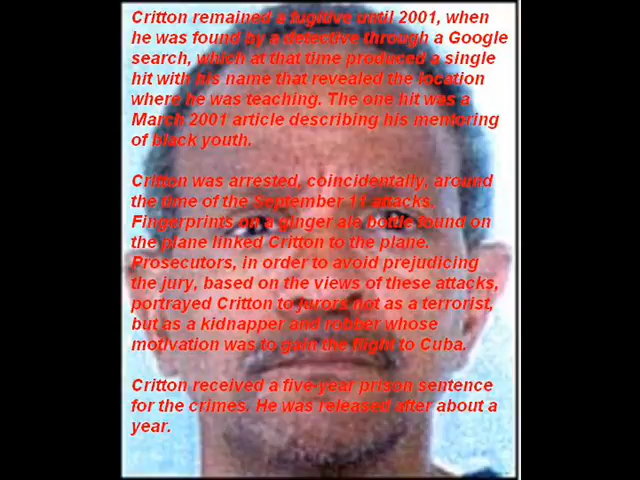 Critton remained a fugitive until 2001, when
he was found by a detective through a Google
search, which at that time produced a single
hit with his name that revealed the location
where he was teaching. The one hit was a
March 2001 article describing his mentoring
of black youth.
Critton was arrested, coincidentally, around
the time of the September 11 attacks.
Fingerprints on a ginger ale bottle found on
the plane linked Critton to the plane.
Prosecutors, in order to avoid prejudicing
the jury, based on the views of these attacks,
portrayed Critton to jurors not as a terrorist,
but as a kidnapper and robber whose
motivation was to gain the flight to Cuba.
Critton received a five-year prison sentence
for the crimes. He was released after about a
year.